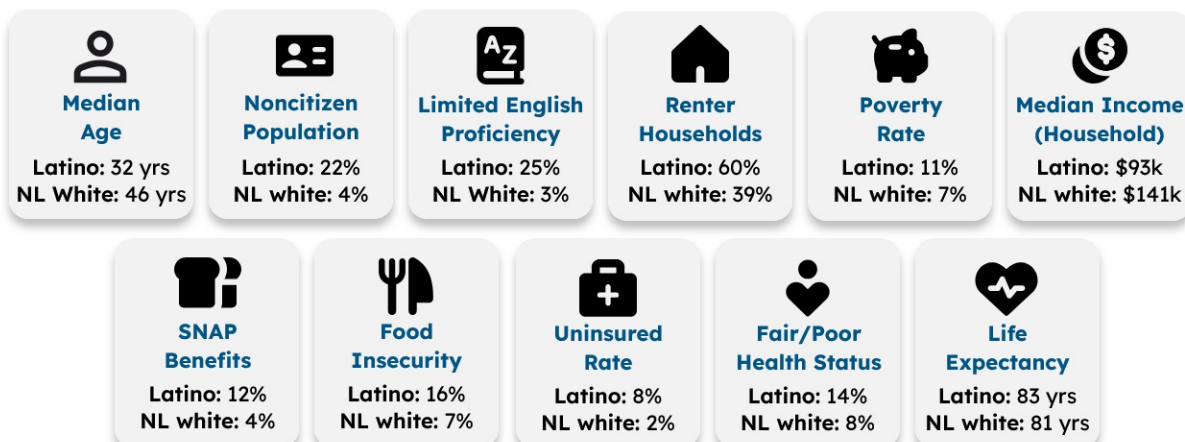 AZ
Median
Age
Latino: 32 yrs
NL White: 46 yrs
Noncitizen
Population
Latino: 22%
NL white: 4%
Limited English
Proficiency
Latino: 25%
NL White: 3%
Renter
Households
Latino: 60%
NL white: 39%
Poverty
Rate
Latino: 11%
NL white: 7%
$
Median Income
(Household)
Latino: $93k
NL white: $141k
SNAP
Benefits
Latino: 12%
NL white: 4%
Food
Insecurity
Latino: 16%
NL white: 7%
Uninsured
Rate
Latino: 8%
NL white: 2%
Fair/Poor
Health Status
Latino: 14%
NL white: 8%
Life
Expectancy
Latino: 83 yrs
NL white: 81 yrs